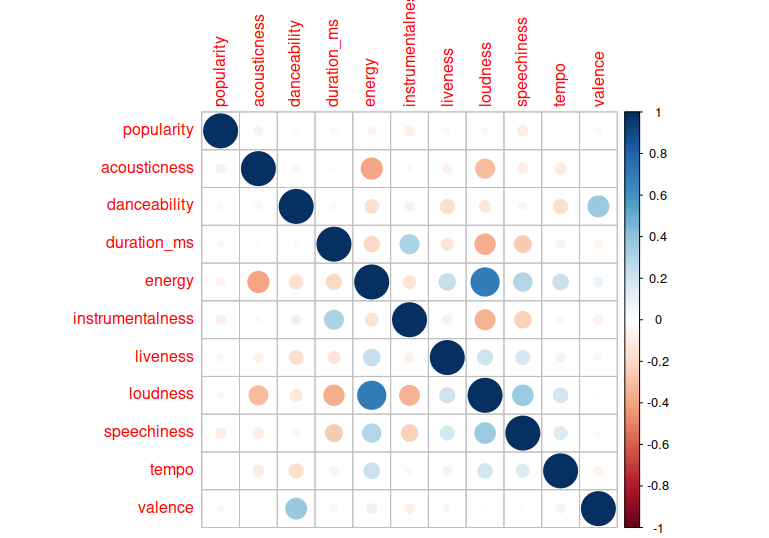 popularity
acousticness
danceability
duration_ms
energy
instrumentalnes
liveness
loudness
speechiness
tempo
valence
popularity
acousticness
danceability
duration_ms
energy
instrumentalness
liveness
loudness
speechiness
tempo
valence
1
0.8
0.6
0.4
0.2
0
-0.2
-0.4
-0.6
-0.8
-1